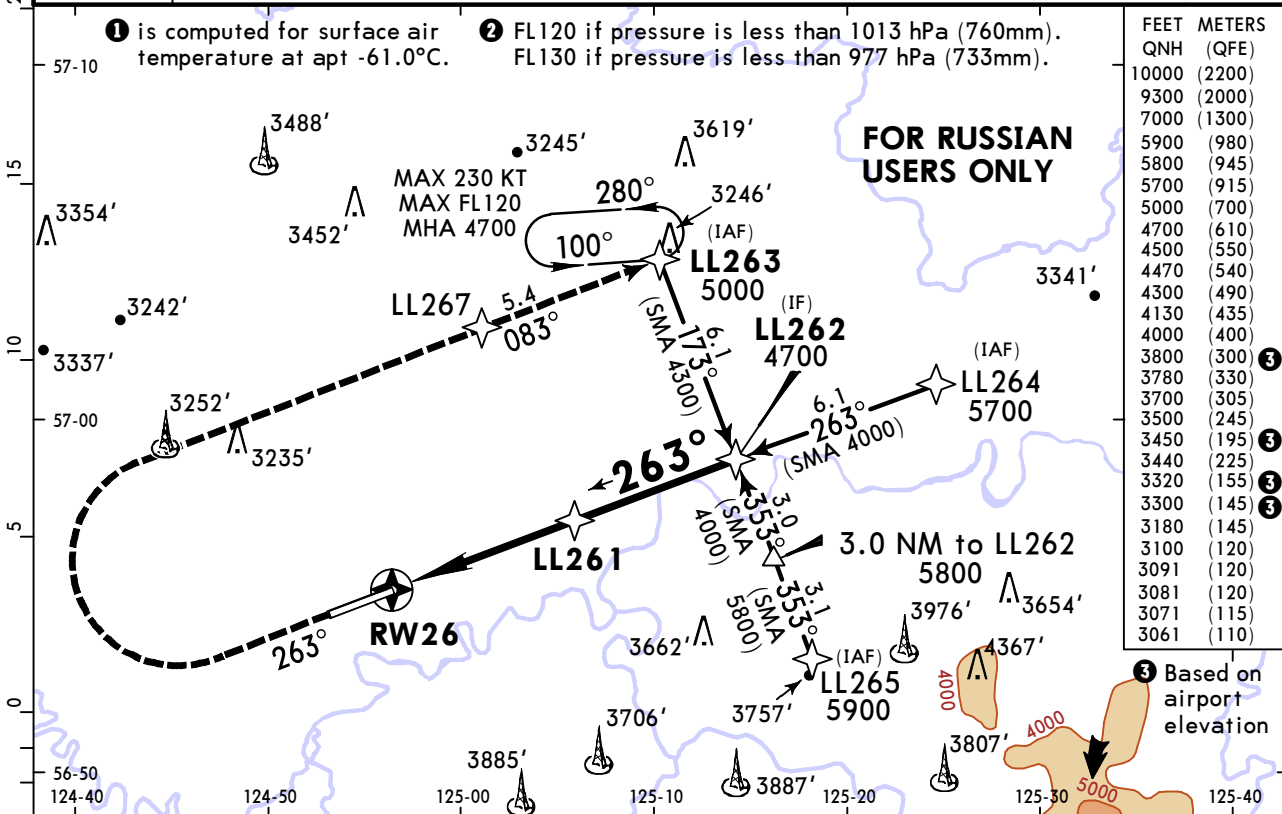 ❶ is computed for surface air
temperature at apt -61.0°C.
❷ FL120 if pressure is less than 1013 hPa (760mm).
FL130 if pressure is less than 977 hPa (733mm).
57-10
3488'
3245'
3619'
FOR RUSSIAN
USERS ONLY
15
MAX 230 KT
MAX FL120
MHA 4700
280°
3246'
3354'
3452'
100°
(IAF)
LL263
5000
3341'
3242'
LL267
5.4
083°
6.1
173°
(SMA 4300)
(IF)
LL262
4700
3337'
10
(IAF)
LL264
5700
6.1
263°
(SMA 4000)
57-00
3252'
3235'
263°
3.0
353°
(SMA
4000)
5
LL261
3.0 NM to LL262
5800
3.1
353°
(SMA
5800)
RW26
263°
3662'
3976'
3654'
4367'
(IAF)
LL265
5900
3757'
4000
0
3706'
3885'
3887'
3807'
4000
5000
56-50
124-40
124-50
125-00
125-10
125-20
125-30
125-40
FEET METERS
QNH (QFE)
10000 (2200)
9300 (2000)
7000 (1300)
5900 (980)
5800 (945)
5700 (915)
5000 (700)
4700 (610)
4500 (550)
4470 (540)
4300 (490)
4130 (435)
4000 (400)
3800 (300) ❸
3780 (330)
3700 (305)
3500 (245)
3450 (195) ❸
3440 (225)
3320 (155) ❸
3300 (145) ❸
3180 (145)
3100 (120)
3091 (120)
3081 (120)
3071 (115)
3061 (110)
❸ Based on
airport
elevation